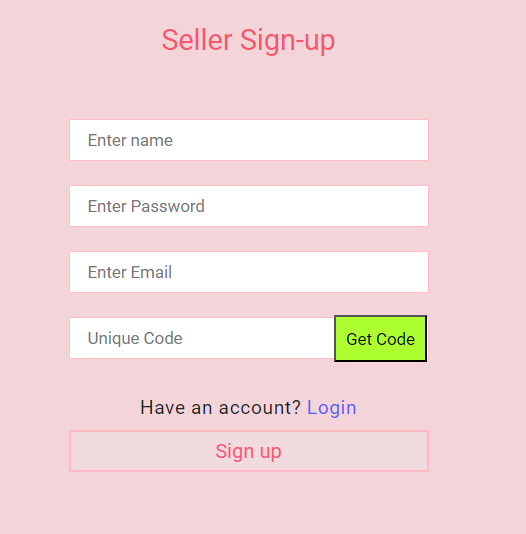 Seller Sign-up
Enter name
Enter Password
Enter Email
Unique Code Get Code
Have an account? Login
Sign up